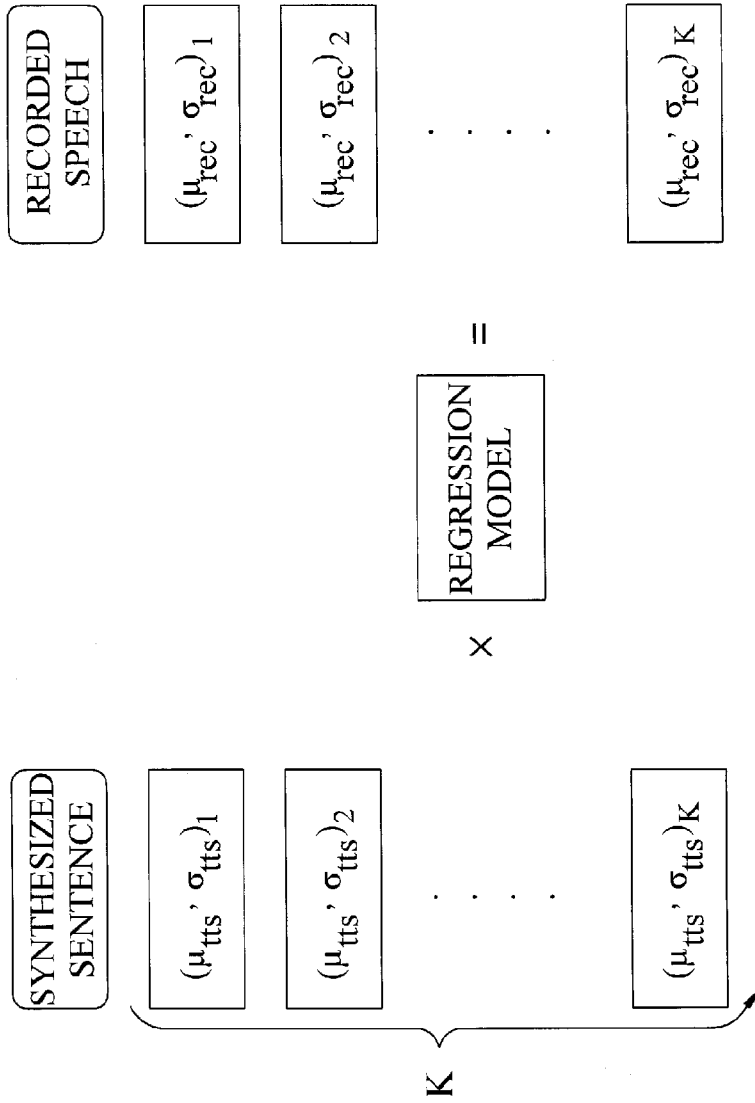 SYNTHESIZED
SENTENCE
(μtts, σtts)1
(μtts, σtts)2
. . . .
(μtts, σtts)K
K
×
REGRESSION
MODEL
=
RECORDED
SPEECH
(μrec, σrec)1
(μrec, σrec)2
. . . .
(μrec, σrec)K